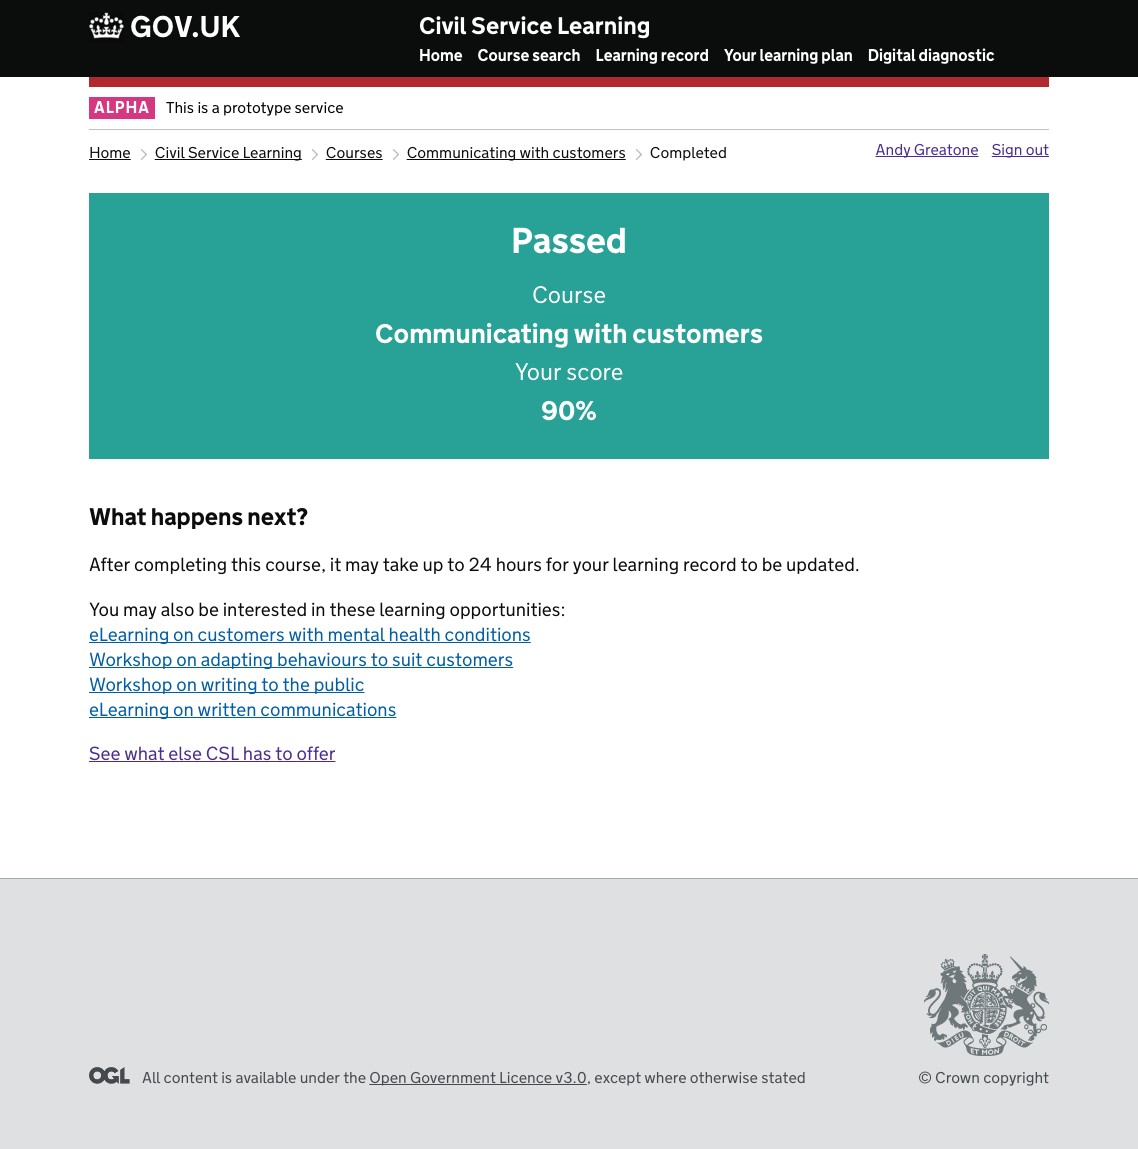 GOV.UK
Civil Service Learning
Home Course search Learning record Your learning plan Digital diagnostic
ALPHA This is a prototype service
Home Civil Service Learning Courses Communicating with customers Completed
Andy Greatone Sign out
Passed
Course
Communicating with customers
Your score
90%
What happens next?
After completing this course, it may take up to 24 hours for your learning record to be updated.
You may also be interested in these learning opportunities:
eLearning on customers with mental health conditions
Workshop on adapting behaviours to suit customers
Workshop on writing to the public
eLearning on written communications
See what else CSL has to offer
DIEU ET MON DROIT
OGL All content is available under the Open Government Licence v3.0, except where otherwise stated
© Crown copyright